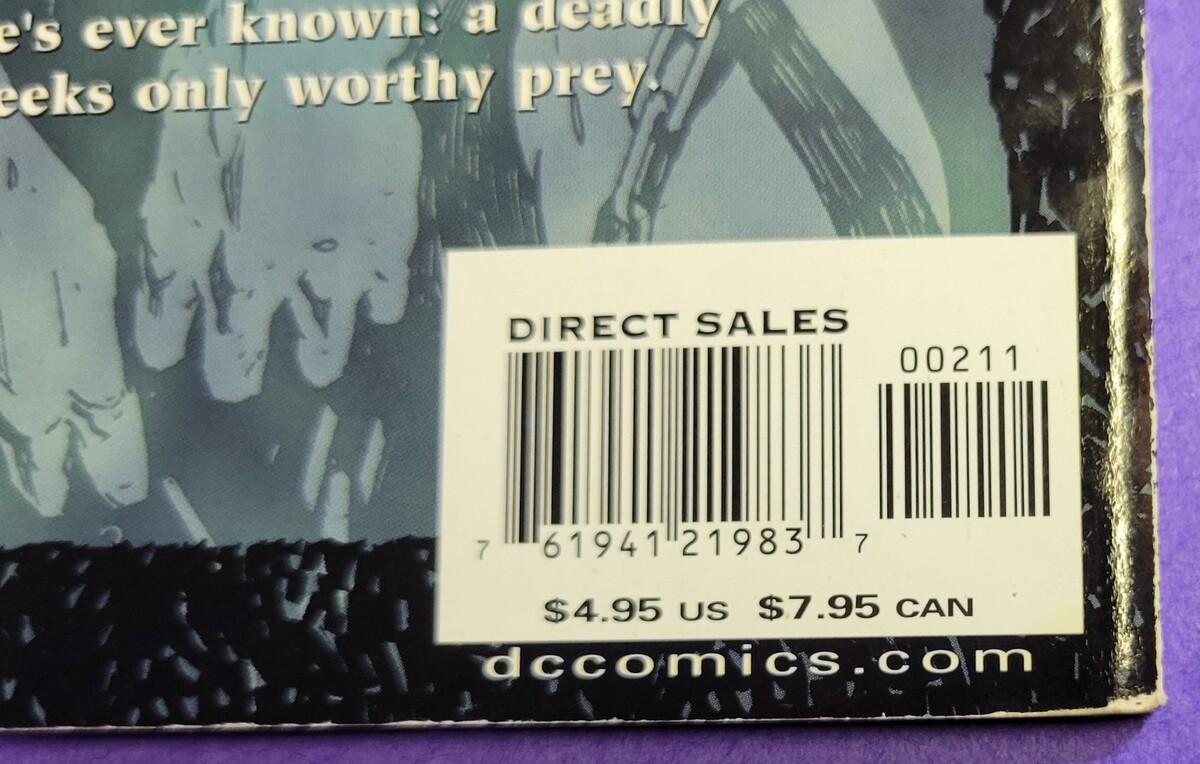 e's ever known: a deadly
eeks only worthy prey.
DIRECT SALES
00211
7 61941 21983 7
$4.95 US $7.95 CAN
dccomics.com